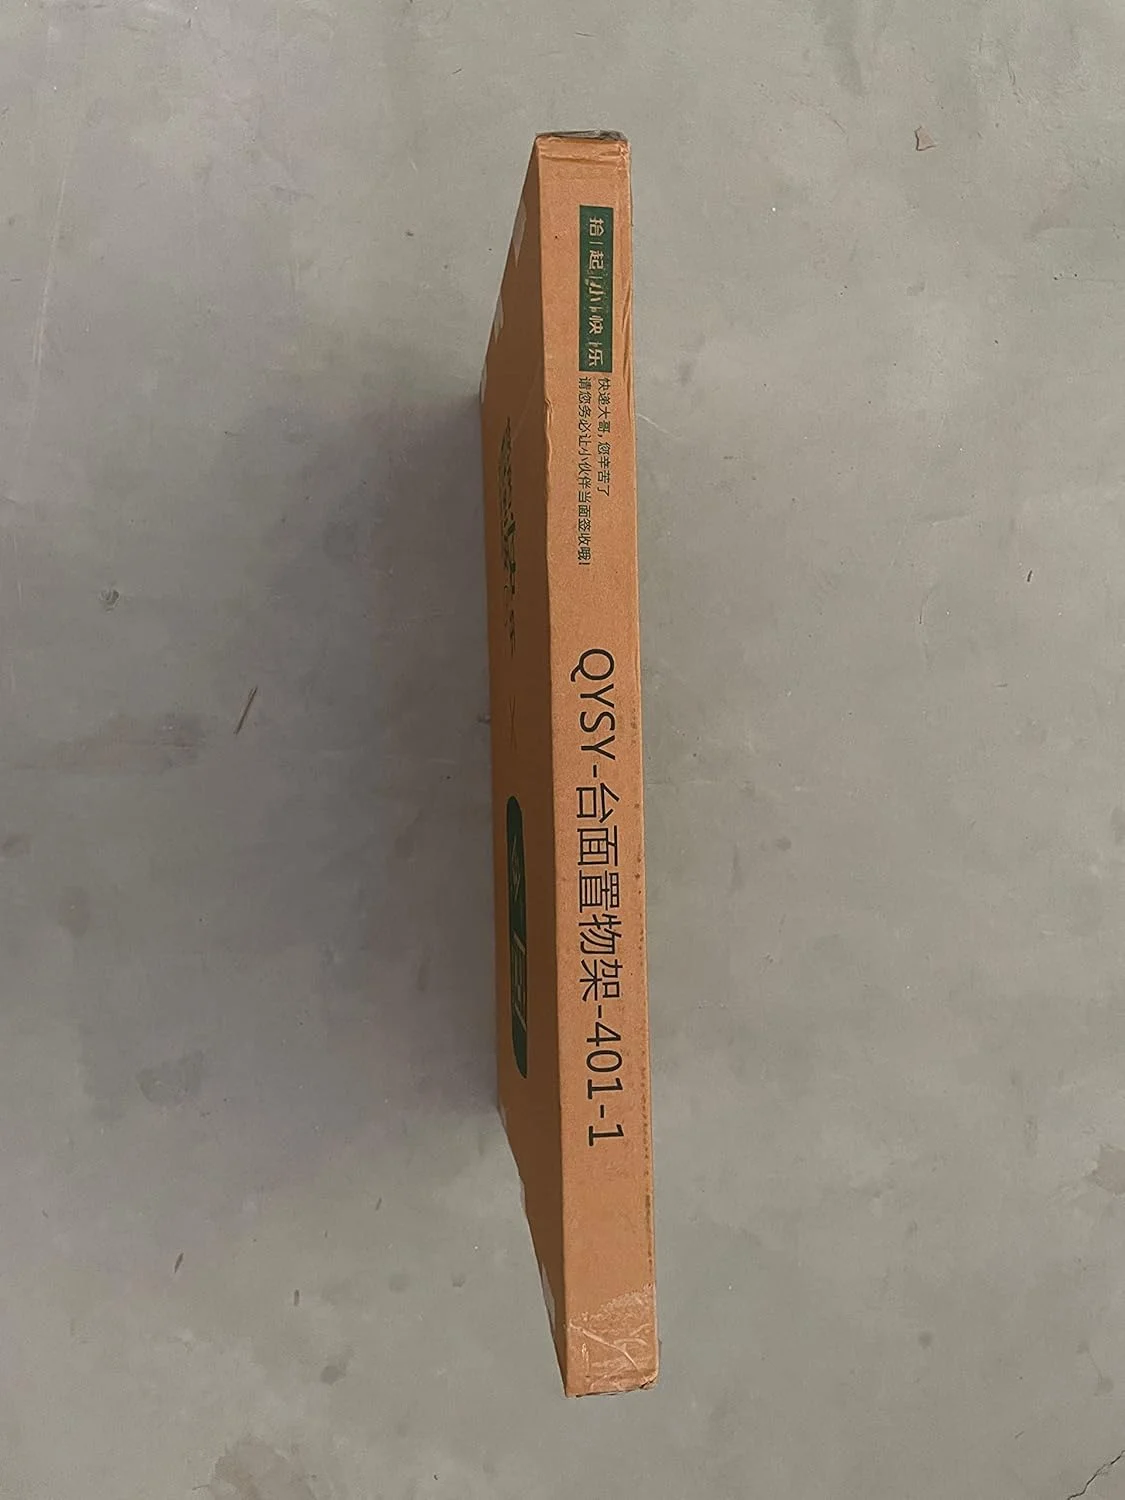 拾起小快乐
快递大哥，您辛苦了
请您务必让小伙伴当面签收哦!
QYSY-台面置物架-401-1